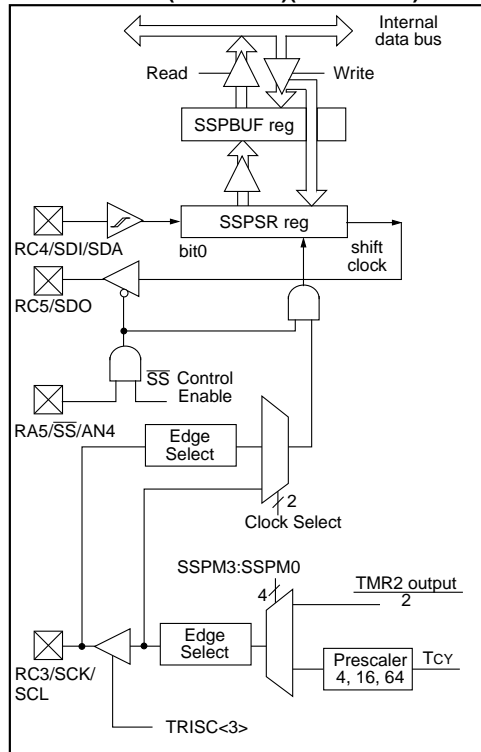 Internal
data bus
Read
Write
SSPBUF reg
SSPSR reg
RC4/SDI/SDA
bit0
shift
clock
RC5/SDO
SS Control
Enable
RA5/SS/AN4
Edge
Select
2
Clock Select
SSPM3:SSPM0
TMR2 output
4
2
Edge
Select
Prescaler
4, 16, 64
TCY
RC3/SCK/
SCL
TRISC<3>